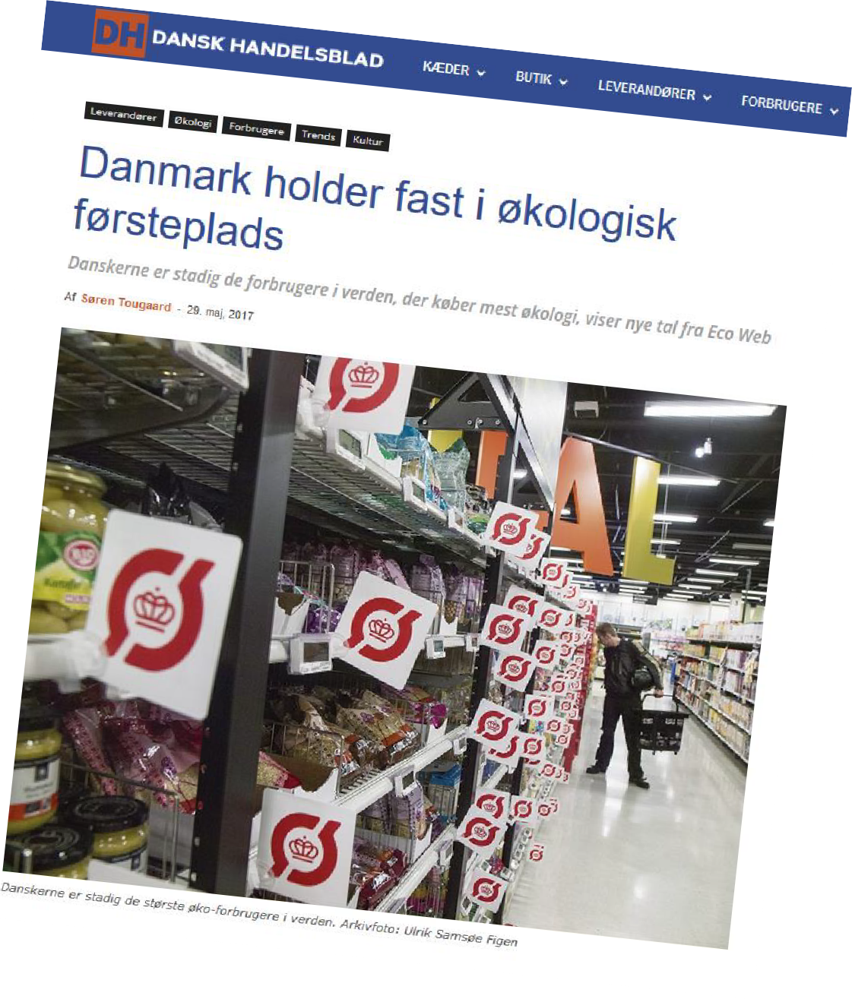 DH DANSK HANDELSBLAD KÆDER BUTIK LEVERANDØRER FORBRUGERE
Leverandører Økologi Forbrugere Trends Kultur
Danmark holder fast i økologisk
førsteplads
Danskerne er stadig de forbrugere i verden, der køber mest økologi, viser nye tal fra Eco Web
Af Søren Tougaard - 29. maj, 2017
AL
Danskerne er stadig de største øko-forbrugere i verden. Arkivfoto: Ulrik Samsøe Figen